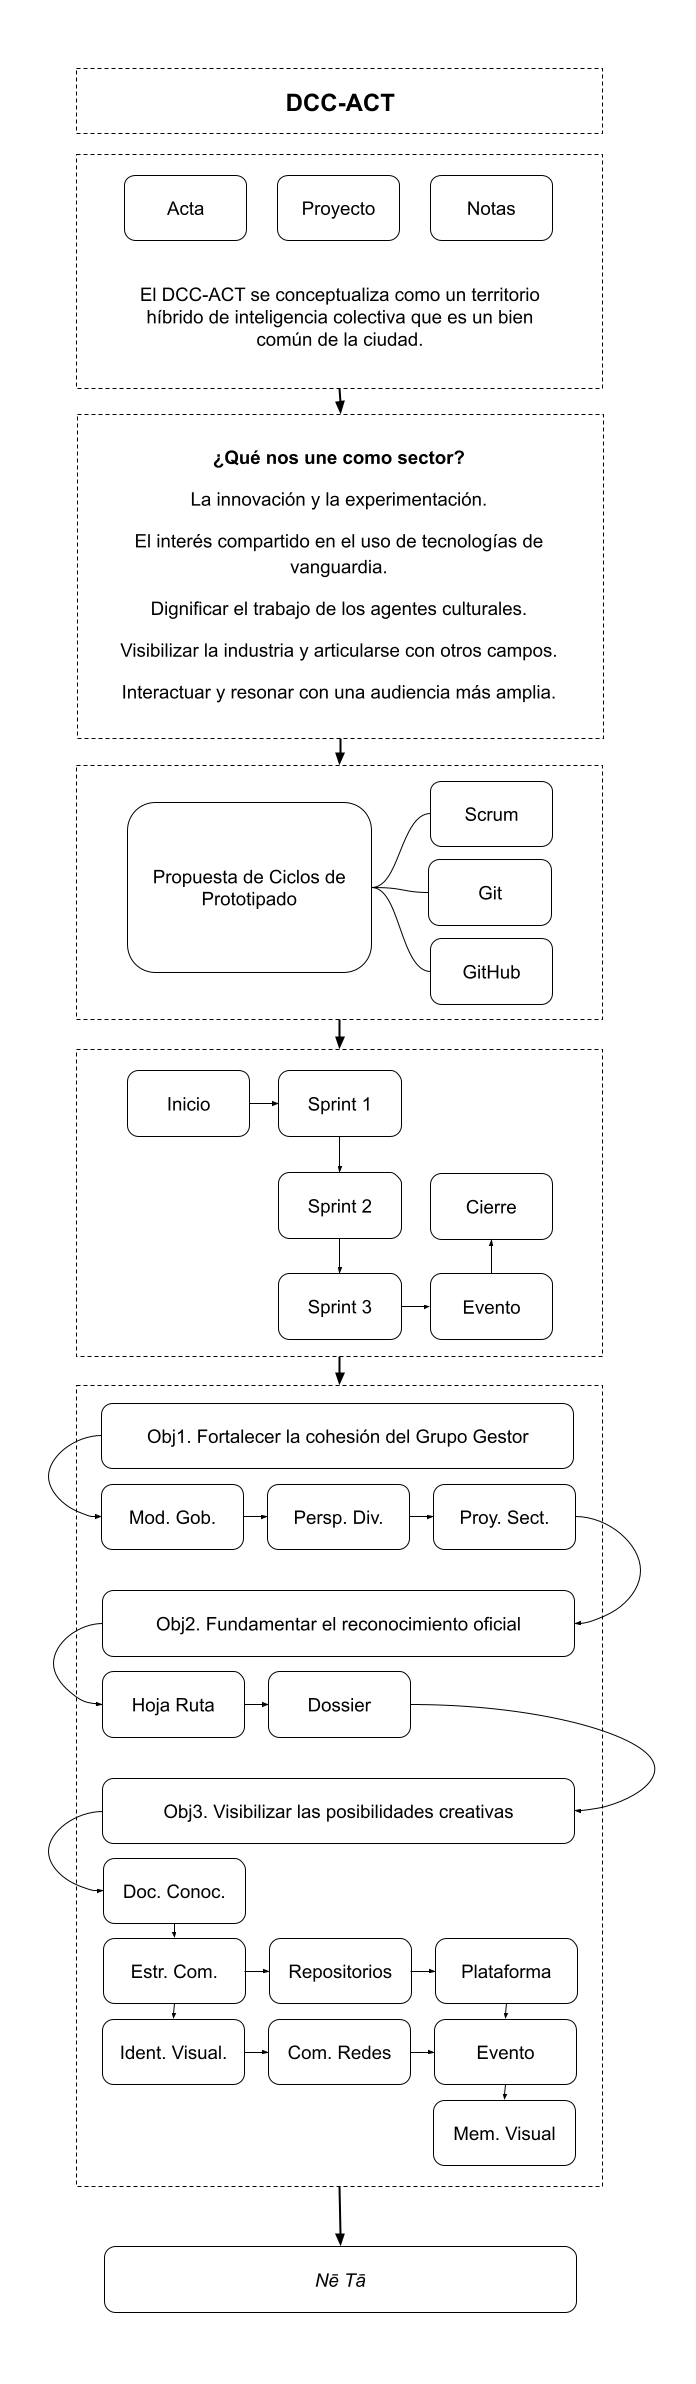 DCC-ACT
Acta
Proyecto
Notas
El DCC-ACT se conceptualiza como un territorio
híbrido de inteligencia colectiva que es un bien
común de la ciudad.
¿Qué nos une como sector?
La innovación y la experimentación.
El interés compartido en el uso de tecnologías de
vanguardia.
Dignificar el trabajo de los agentes culturales.
Visibilizar la industria y articularse con otros campos.
Interactuar y resonar con una audiencia más amplia.
Propuesta de Ciclos de
Prototipado
Scrum
Git
GitHub
Inicio
Sprint 1
Sprint 2
Cierre
Sprint 3
Evento
Obj1. Fortalecer la cohesión del Grupo Gestor
Mod. Gob.
Persp. Div.
Proy. Sect.
Obj2. Fundamentar el reconocimiento oficial
Hoja Ruta
Dossier
Obj3. Visibilizar las posibilidades creativas
Doc. Conoc.
Estr. Com.
Repositorios
Plataforma
Ident. Visual.
Com. Redes
Evento
Mem. Visual
Nē Tā